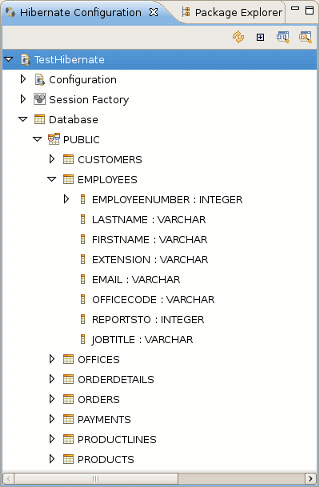 Hibernate Configuration Package Explorer
TestHibernate
Configuration
Session Factory
Database
PUBLIC
CUSTOMERS
EMPLOYEES
EMPLOYEENUMBER : INTEGER
LASTNAME : VARCHAR
FIRSTNAME : VARCHAR
EXTENSION : VARCHAR
EMAIL : VARCHAR
OFFICECODE : VARCHAR
REPORTSTO : INTEGER
JOBTITLE : VARCHAR
OFFICES
ORDERDETAILS
ORDERS
PAYMENTS
PRODUCTLINES
PRODUCTS